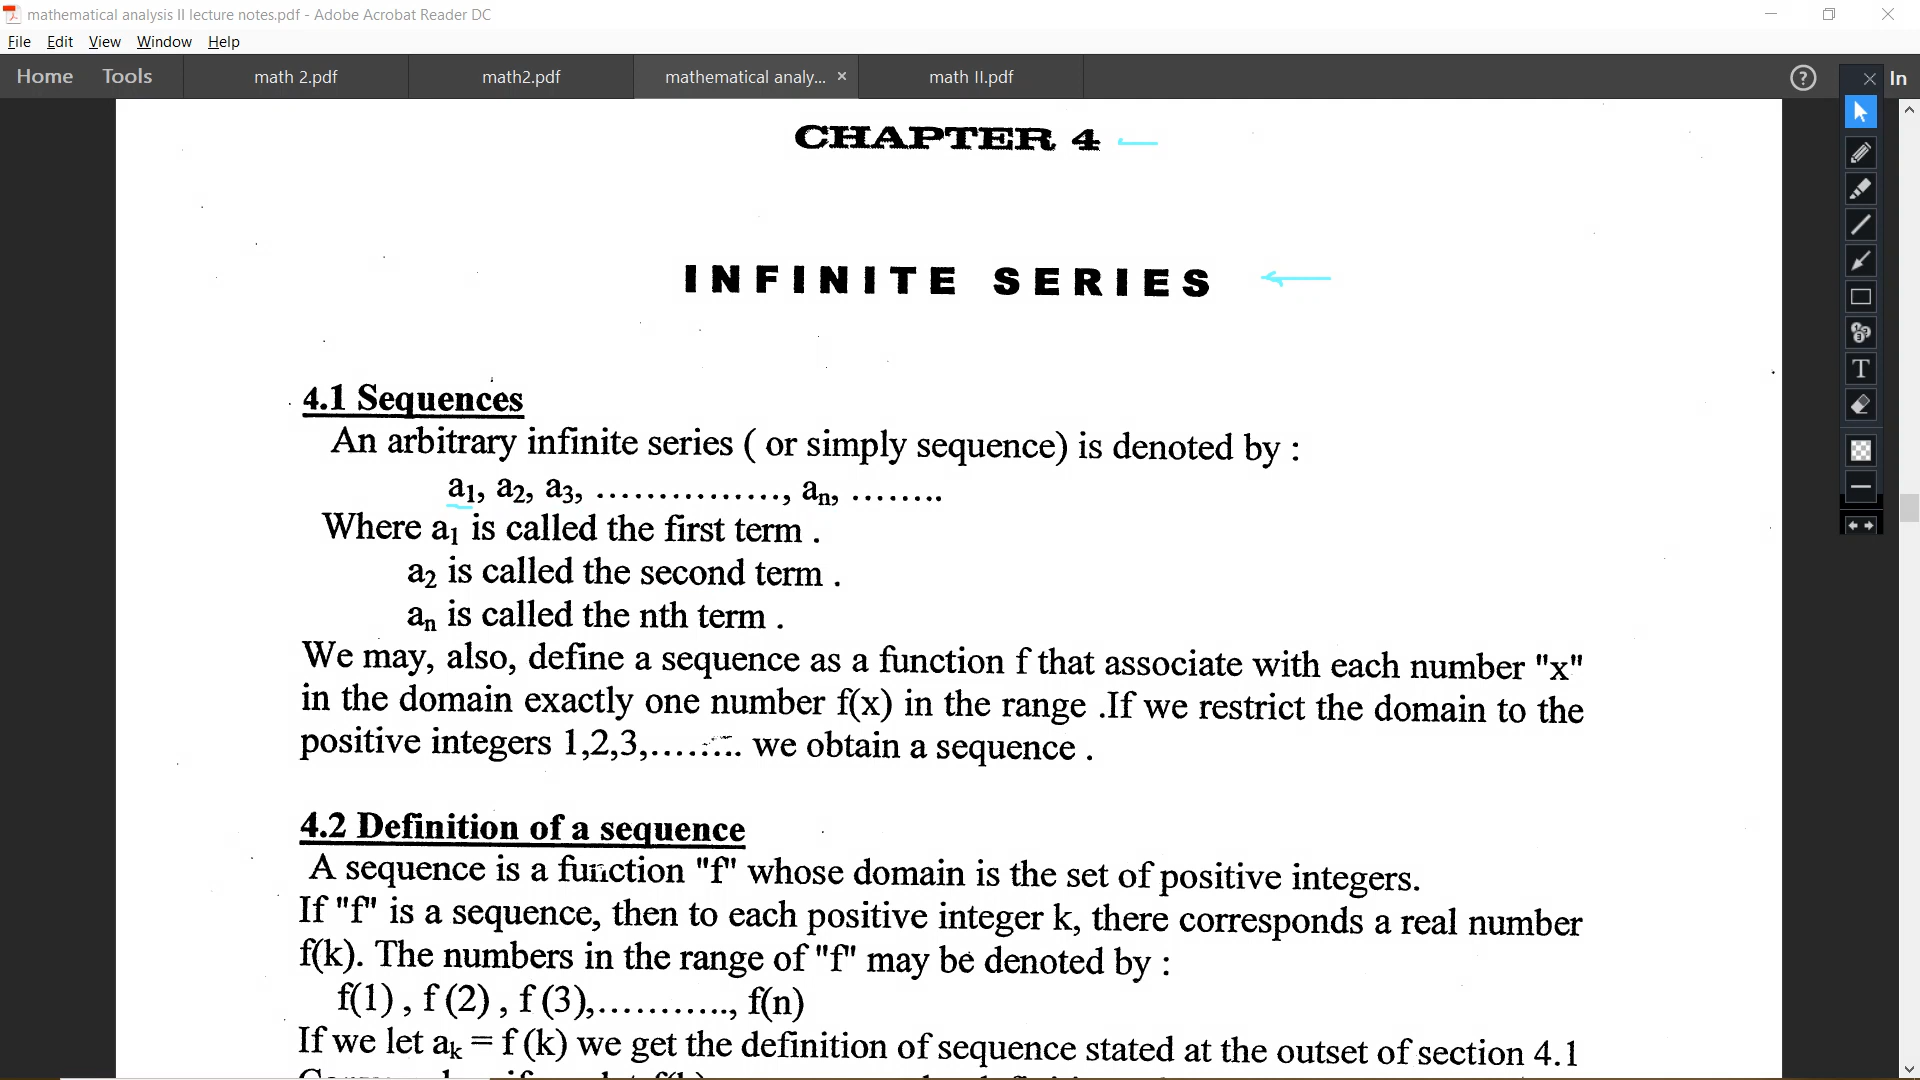 mathematical analysis II lecture notes.pdf - Adobe Acrobat Reader DC
File Edit View Window Help
Home Tools math 2.pdf math2.pdf mathematical analy... × math II.pdf In
CHAPTER 4
INFINITE SERIES
4.1 Sequences
An arbitrary infinite series ( or simply sequence) is denoted by :
a1, a2, a3, ..............., an, ........
Where a1 is called the first term .
a2 is called the second term .
an is called the nth term .
We may, also, define a sequence as a function f that associate with each number "x"
in the domain exactly one number f(x) in the range .If we restrict the domain to the
positive integers 1,2,3,........ we obtain a sequence .
4.2 Definition of a sequence
A sequence is a function "f" whose domain is the set of positive integers.
If "f" is a sequence, then to each positive integer k, there corresponds a real number
f(k). The numbers in the range of "f" may be denoted by :
f(1) , f (2) , f (3),..........., f(n)
If we let ak = f (k) we get the definition of sequence stated at the outset of section 4.1